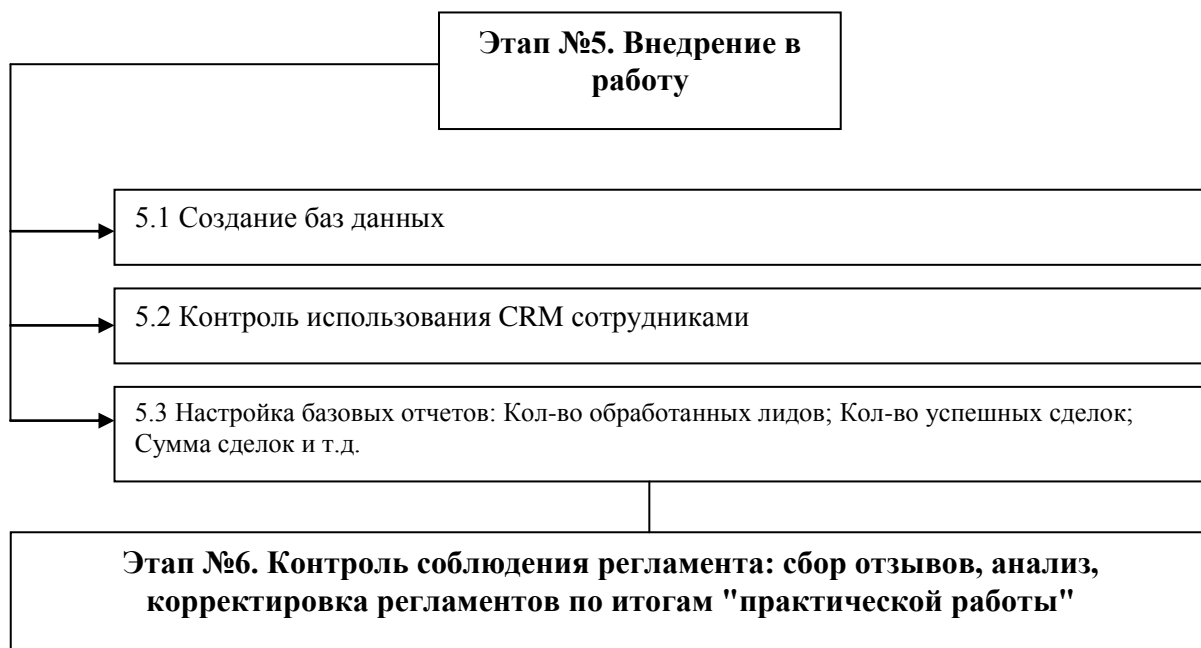 Этап №5. Внедрение в
работу
5.1 Создание баз данных
5.2 Контроль использования CRM сотрудниками
5.3 Настройка базовых отчетов: Кол-во обработанных лидов; Кол-во успешных сделок;
Сумма сделок и т.д.
Этап №6. Контроль соблюдения регламента: сбор отзывов, анализ,
корректировка регламентов по итогам "практической работы"